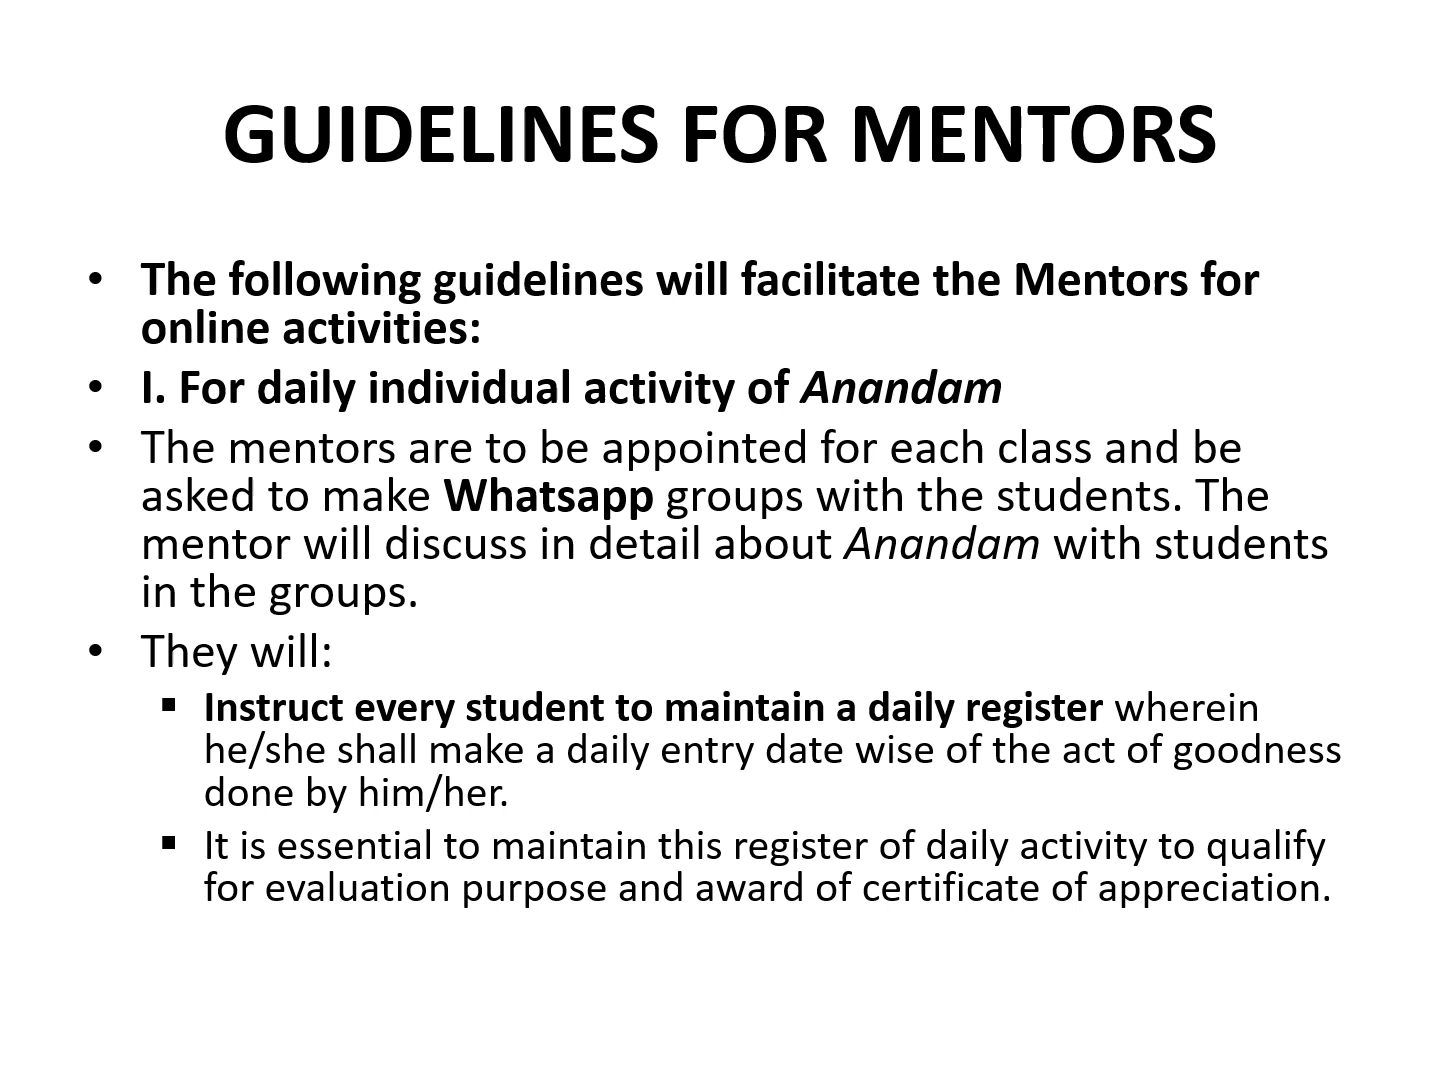 GUIDELINES FOR MENTORS
• The following guidelines will facilitate the Mentors for
online activities:
• I. For daily individual activity of Anandam
• The mentors are to be appointed for each class and be
asked to make Whatsapp groups with the students. The
mentor will discuss in detail about Anandam with students
in the groups.
• They will:
▪ Instruct every student to maintain a daily register wherein
he/she shall make a daily entry date wise of the act of goodness
done by him/her.
▪ It is essential to maintain this register of daily activity to qualify
for evaluation purpose and award of certificate of appreciation.